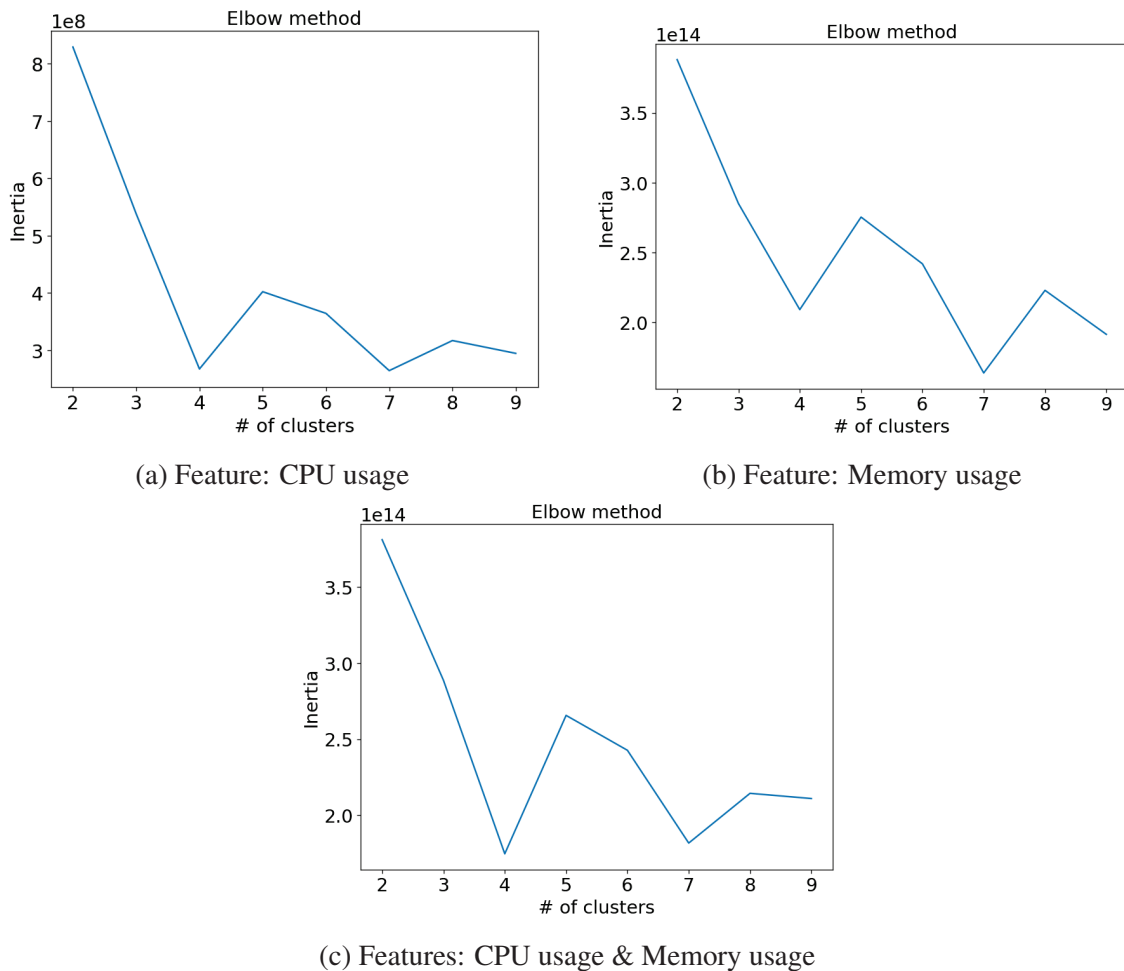 Elbow method
1e8
8
7
6
5
4
3
Inertia
2 3 4 5 6 7 8 9
# of clusters
(a) Feature: CPU usage
Elbow method
1e14
3.5
3.0
2.5
2.0
Inertia
2 3 4 5 6 7 8 9
# of clusters
(b) Feature: Memory usage
Elbow method
1e14
3.5
3.0
2.5
2.0
Inertia
2 3 4 5 6 7 8 9
# of clusters
(c) Features: CPU usage & Memory usage